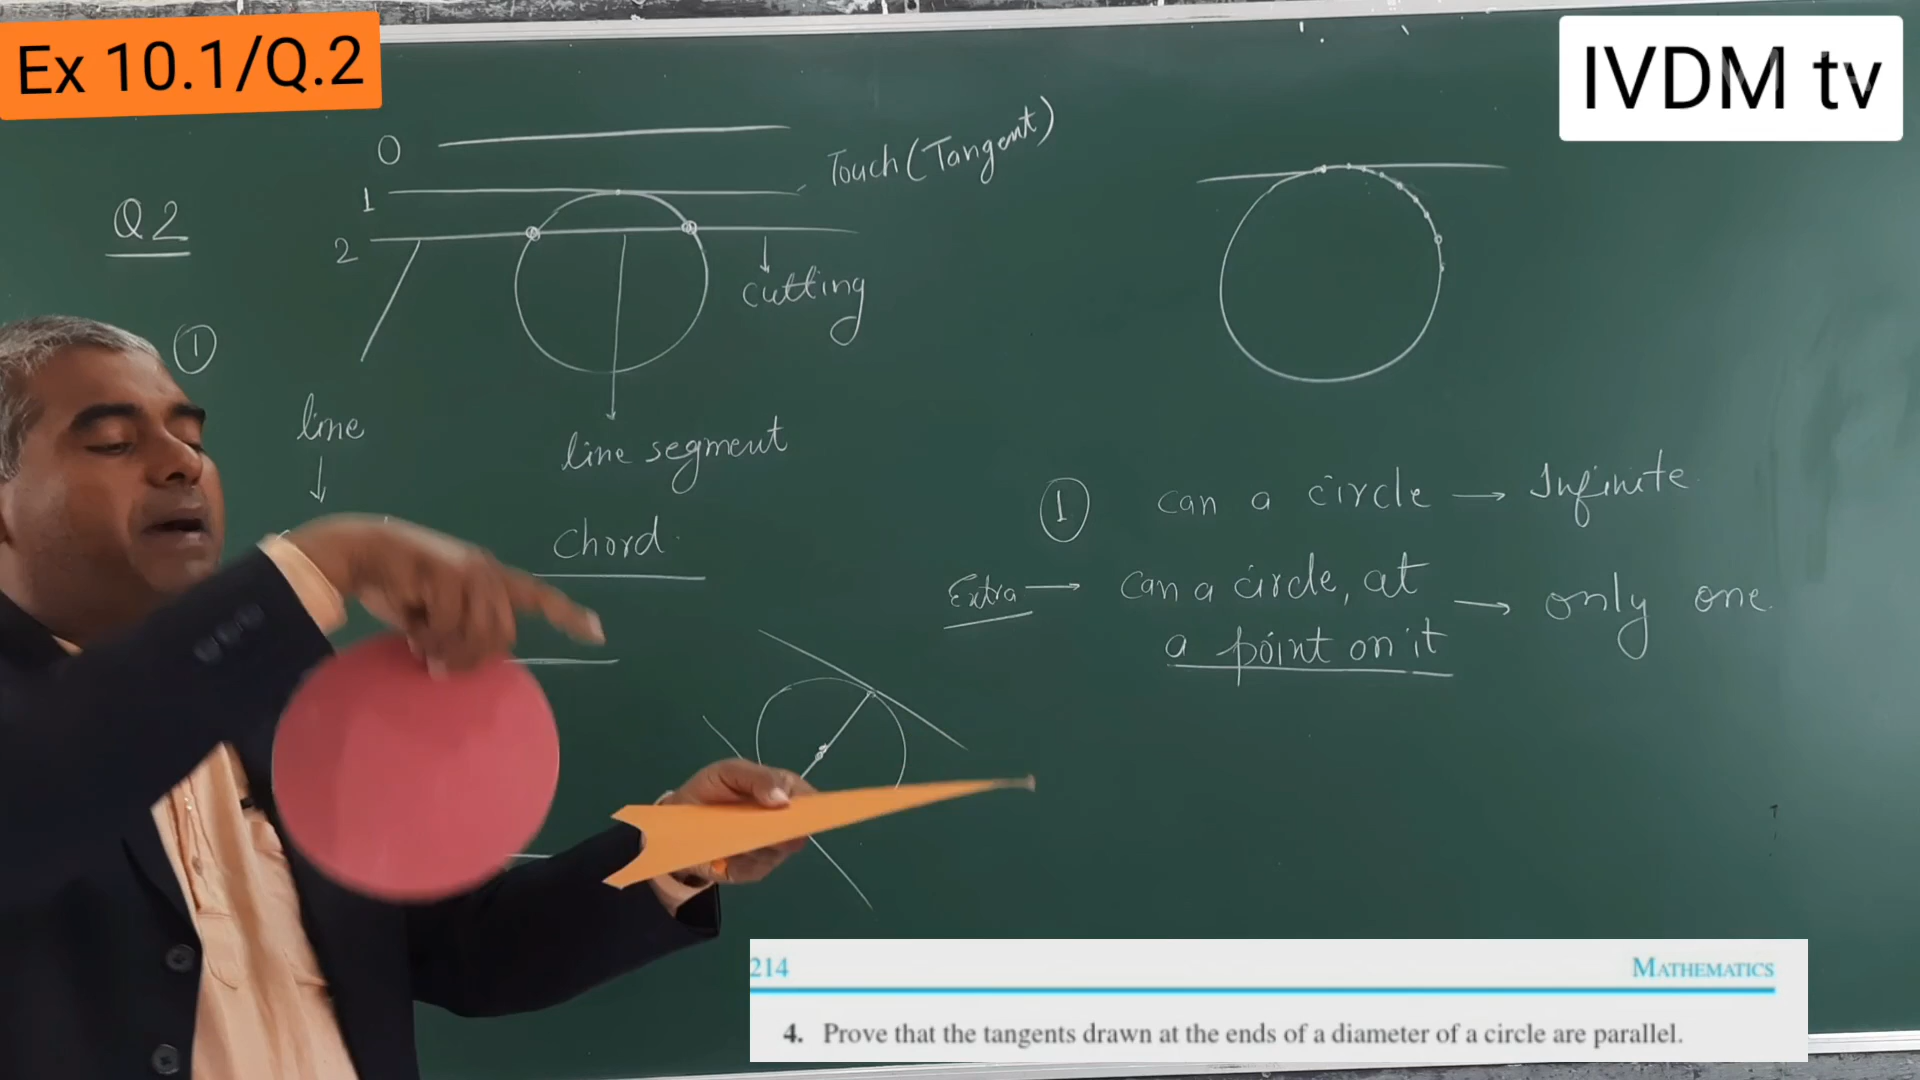 Ex 10.1/Q.2
IVDM tv
0
Touch (Tangent)
1
Q2
2
cutting
1
line
line segment
chord
1 can a circle → Infinite
Extra → can a circle, at → only one
a point on it
214 MATHEMATICS
4. Prove that the tangents drawn at the ends of a diameter of a circle are parallel.